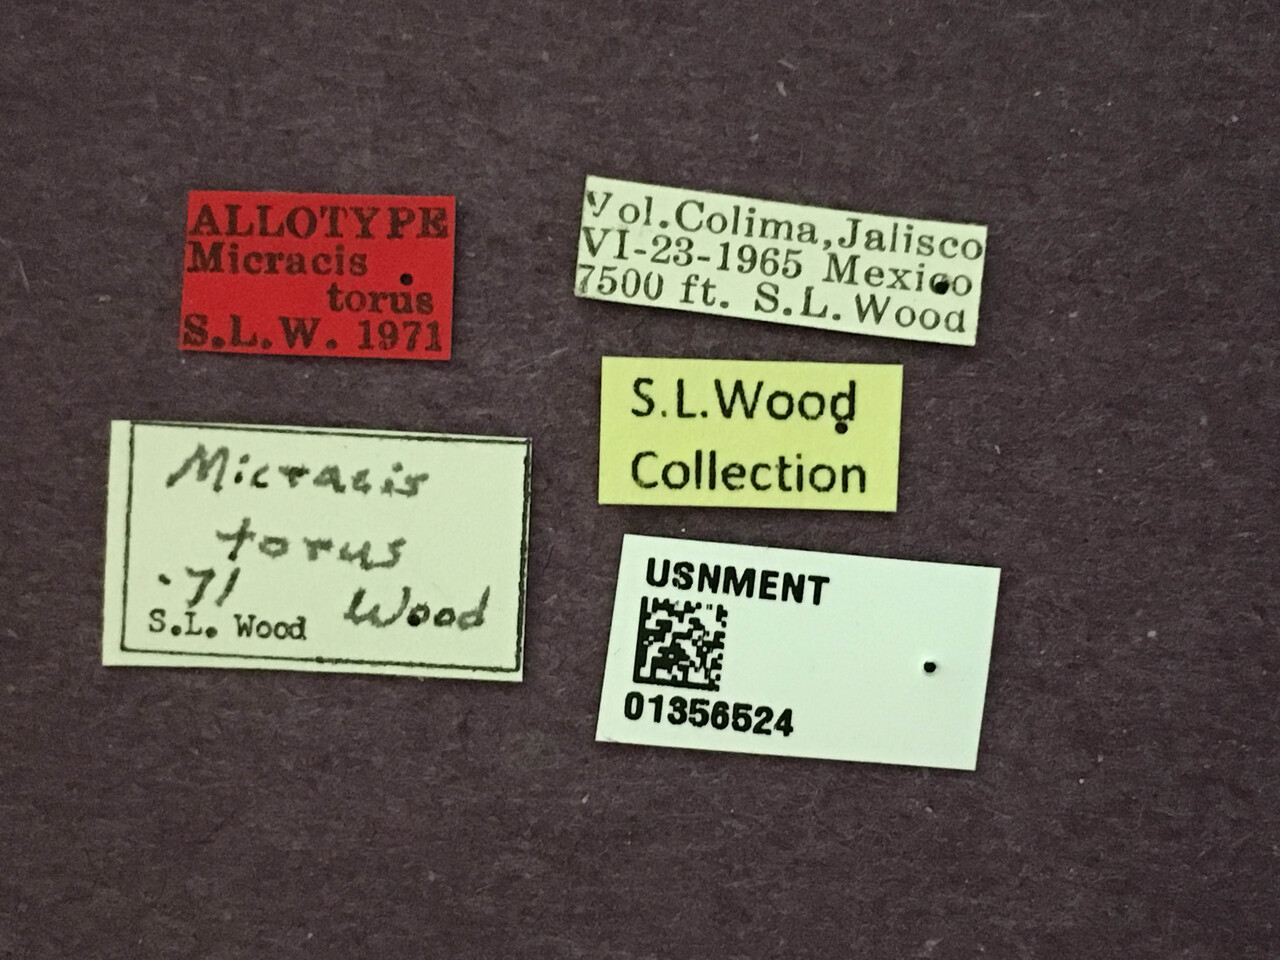 ALLOTYPE
Micracis
torus
S.L.W. 1971
Vol.Colima,Jalisco
VI-23-1965 Mexico
7500 ft. S.L.Wood
S.L.Wood
Collection
Micracis
torus
'71 Wood
S.L. Wood
USNMENT
01356524